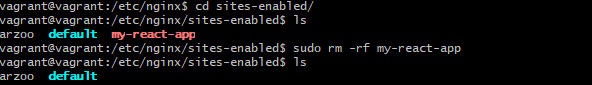 vagrant@vagrant:/etc/nginx$ cd sites-enabled/
vagrant@vagrant:/etc/nginx/sites-enabled$ ls
arzoo  default  my-react-app
vagrant@vagrant:/etc/nginx/sites-enabled$ sudo rm -rf my-react-app
vagrant@vagrant:/etc/nginx/sites-enabled$ ls
arzoo  default